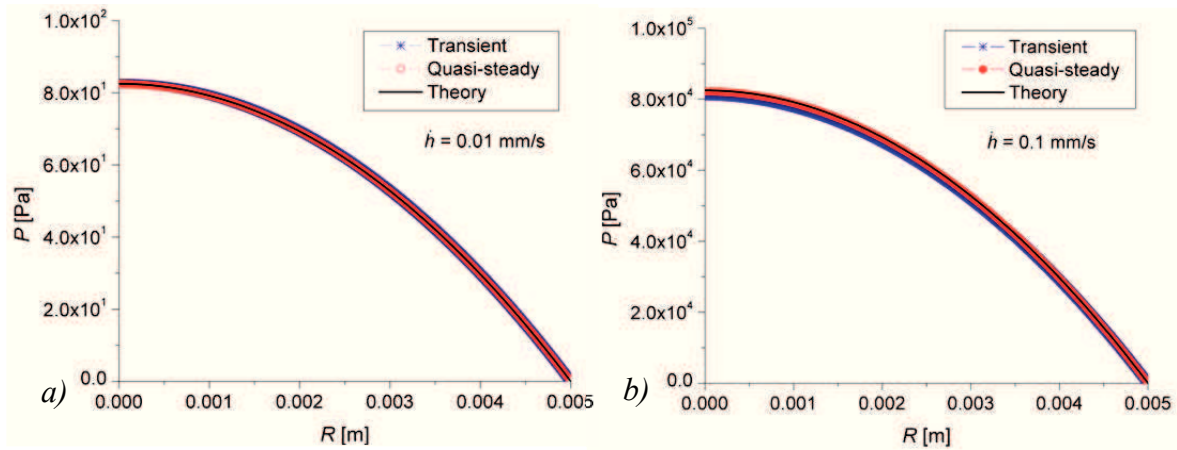 1.0x10²
8.0x10¹
6.0x10¹
4.0x10¹
2.0x10¹
0.0
P [Pa]
Transient
Quasi-steady
Theory
ḣ = 0.01 mm/s
a)
0.000 0.001 0.002 0.003 0.004 0.005
R [m]
1.0x10⁵
8.0x10⁴
6.0x10⁴
4.0x10⁴
2.0x10⁴
0.0
P [Pa]
Transient
Quasi-steady
Theory
ḣ = 0.1 mm/s
b)
0.000 0.001 0.002 0.003 0.004 0.005
R [m]